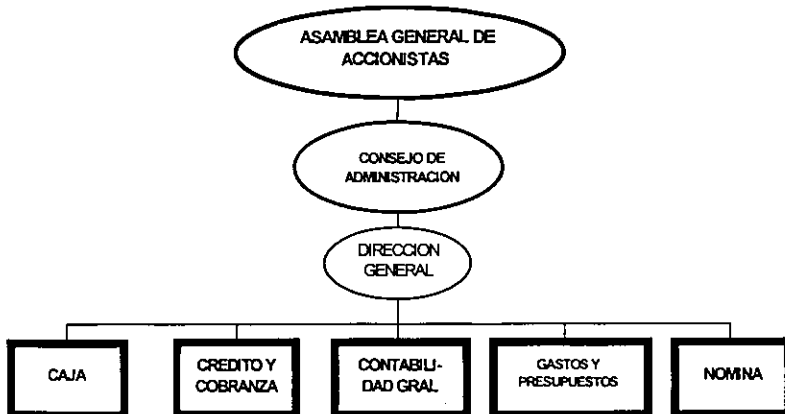 ASAMBLEA GENERAL DE
ACCIONISTAS
CONSEJO DE
ADMINISTRACION
DIRECCION
GENERAL
CAJA
CREDITO Y
COBRANZA
CONTABILI-
DAD GRAL
GASTOS Y
PRESUPUESTOS
NOMINA